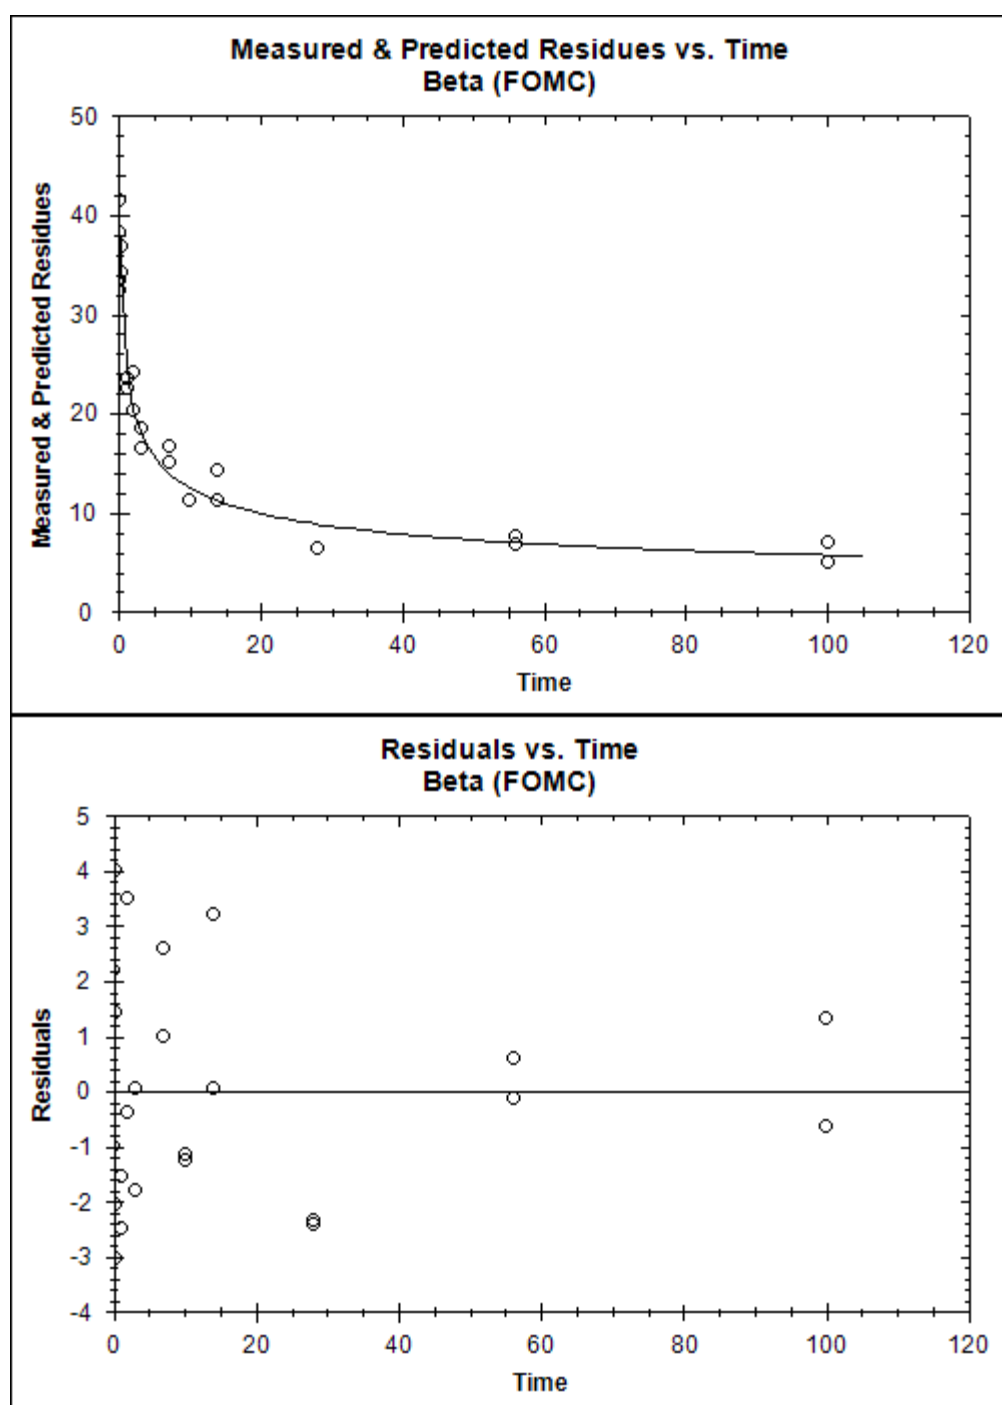 Measured & Predicted Residues vs. Time
Beta (FOMC)
Measured & Predicted Residues
50
40
30
20
10
0
0 20 40 60 80 100 120
Time
Residuals vs. Time
Beta (FOMC)
Residuals
5
4
3
2
1
0
-1
-2
-3
-4
0 20 40 60 80 100 120
Time